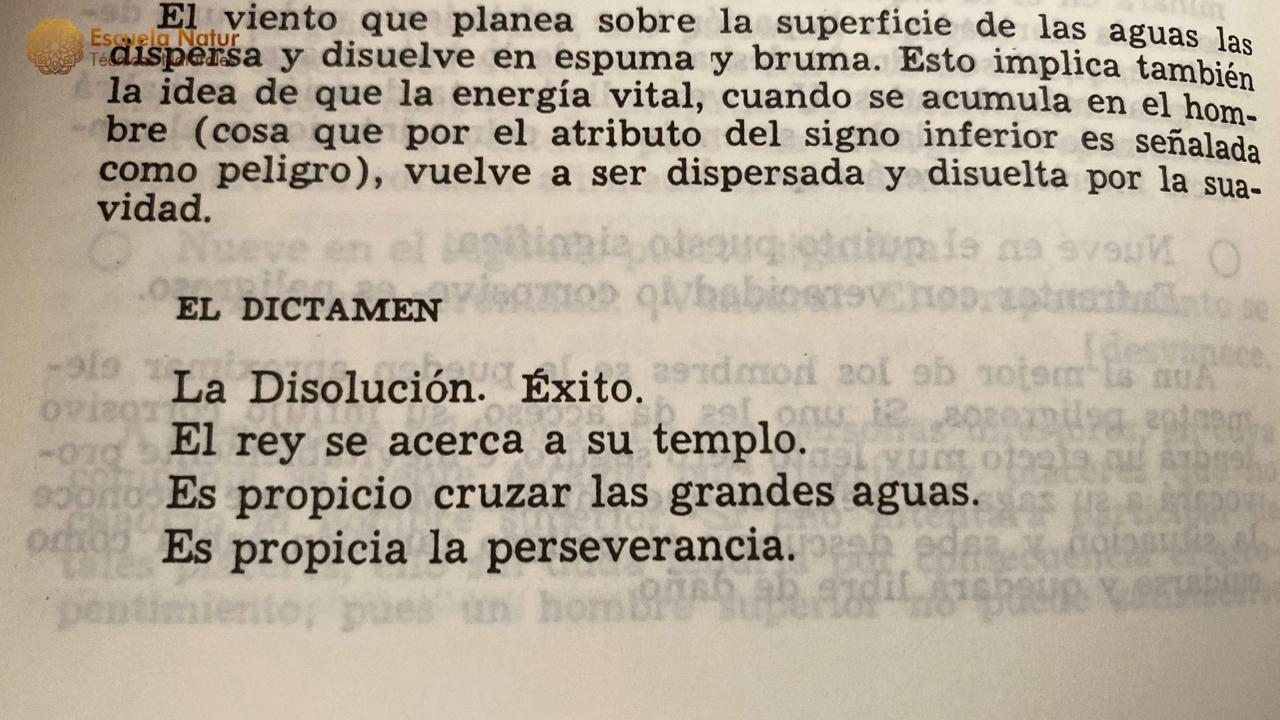 El viento que planea sobre la superficie de las aguas las
Escuela Natur
dispersa y disuelve en espuma y bruma. Esto implica también
la idea de que la energía vital, cuando se acumula en el hom-
bre (cosa que por el atributo del signo inferior es señalada
como peligro), vuelve a ser dispersada y disuelta por la sua-
vidad.
EL DICTAMEN
La Disolución. Éxito.
El rey se acerca a su templo.
Es propicio cruzar las grandes aguas.
Es propicia la perseverancia.